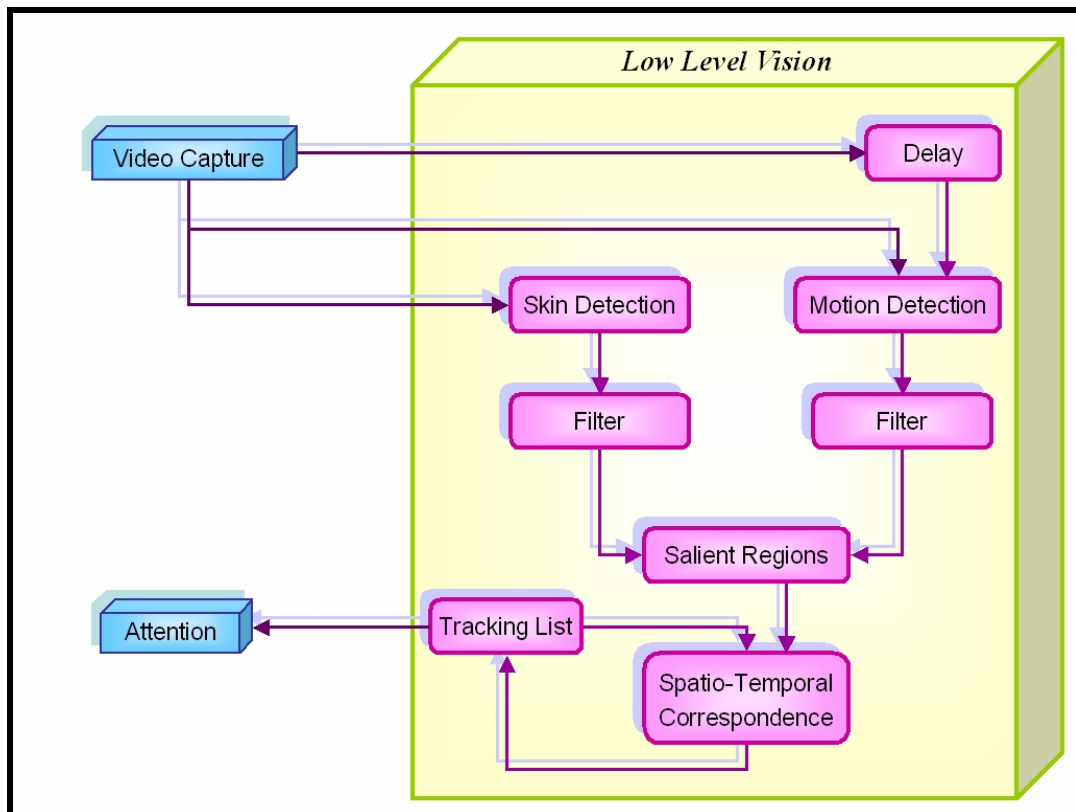 Low Level Vision
Video Capture
Delay
Skin Detection
Motion Detection
Filter
Filter
Salient Regions
Attention
Tracking List
Spatio-Temporal
Correspondence